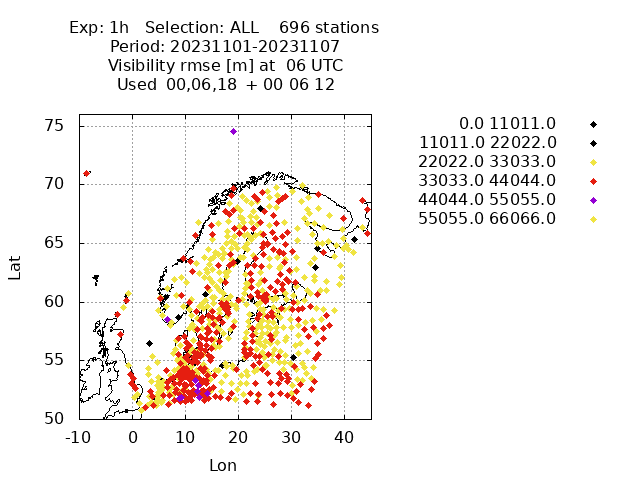 Exp: 1h   Selection: ALL    696 stations
Period: 20231101-20231107
Visibility rmse [m] at  06 UTC
Used  00,06,18  + 00 06 12
75
70
65
60
55
50
Lat
-10 0 10 20 30 40
Lon
0.0 11011.0
11011.0 22022.0
22022.0 33033.0
33033.0 44044.0
44044.0 55055.0
55055.0 66066.0